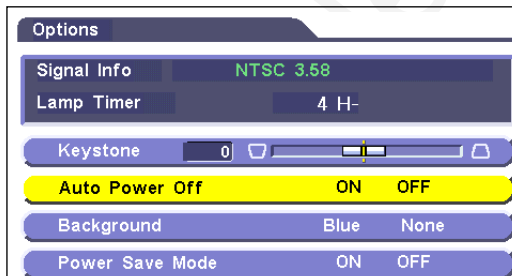 Options
Signal Info NTSC 3.58
Lamp Timer 4 H-
Keystone 0
Auto Power Off ON OFF
Background Blue None
Power Save Mode ON OFF